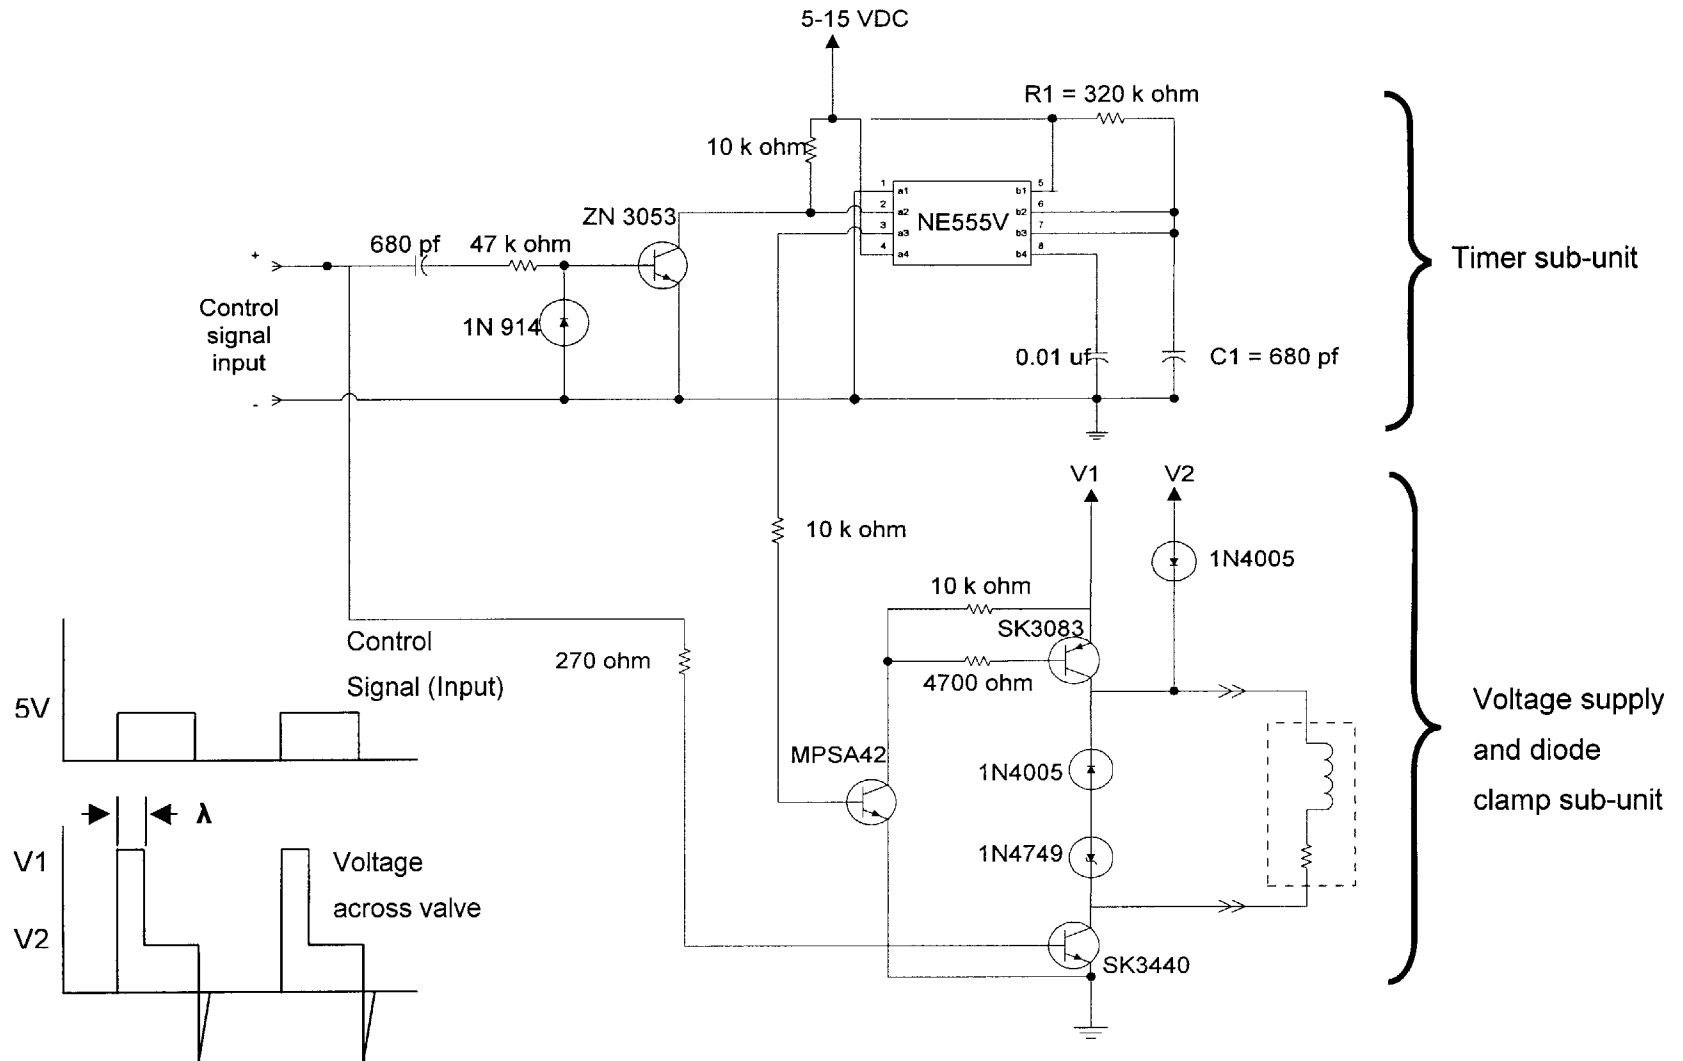 5-15 VDC
R1 = 320 k ohm
10 k ohm
ZN 3053
680 pf
47 k ohm
1 a1
2 a2
3 a3
4 a4
NE555V
b1 5
b2 6
b3 7
b4 8
+
Control
signal
input
-
1N 914
0.01 uf
C1 = 680 pf
Timer sub-unit
V1
V2
10 k ohm
1N4005
10 k ohm
SK3083
270 ohm
4700 ohm
MPSA42
1N4005
1N4749
SK3440
Voltage supply
and diode
clamp sub-unit
Control
Signal (Input)
5V
λ
V1
Voltage
across valve
V2